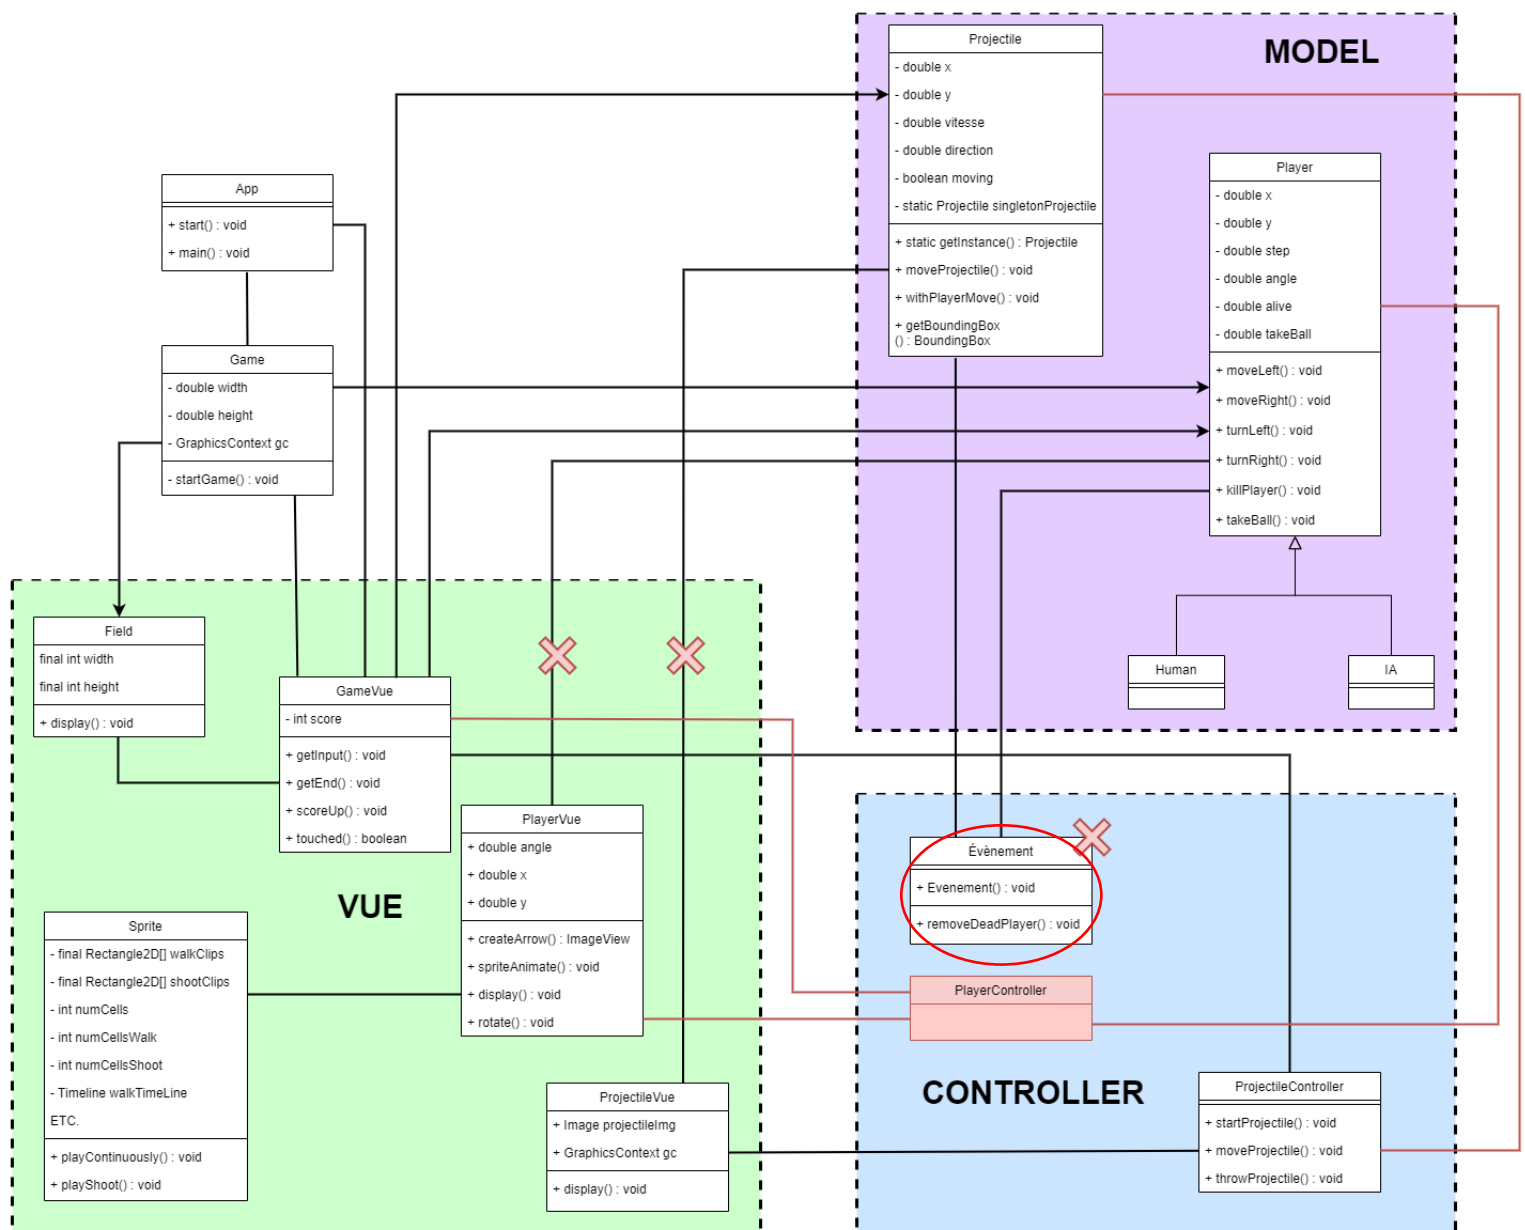 MODEL
Projectile
- double x
- double y
- double vitesse
- double direction
- boolean moving
- static Projectile singletonProjectile
+ static getInstance() : Projectile
+ moveProjectile() : void
+ withPlayerMove() : void
+ getBoundingBox
() : BoundingBox
Player
- double x
- double y
- double step
- double angle
- double alive
- double takeBall
+ moveLeft() : void
+ moveRight() : void
+ turnLeft() : void
+ turnRight() : void
+ killPlayer() : void
+ takeBall() : void
Human
IA
App
+ start() : void
+ main() : void
Game
- double width
- double height
- GraphicsContext gc
- startGame() : void
Field
final int width
final int height
+ display() : void
GameVue
- int score
+ getInput() : void
+ getEnd() : void
+ scoreUp() : void
+ touched() : boolean
VUE
PlayerVue
+ double angle
+ double x
+ double y
+ createArrow() : ImageView
+ spriteAnimate() : void
+ display() : void
+ rotate() : void
Sprite
- final Rectangle2D[] walkClips
- final Rectangle2D[] shootClips
- int numCells
- int numCellsWalk
- int numCellsShoot
- Timeline walkTimeLine
ETC.
+ playContinuously() : void
+ playShoot() : void
ProjectileVue
+ Image projectileImg
+ GraphicsContext gc
+ display() : void
Évènement
+ Evenement() : void
+ removeDeadPlayer() : void
PlayerController
CONTROLLER
ProjectileController
+ startProjectile() : void
+ moveProjectile() : void
+ throwProjectile() : void